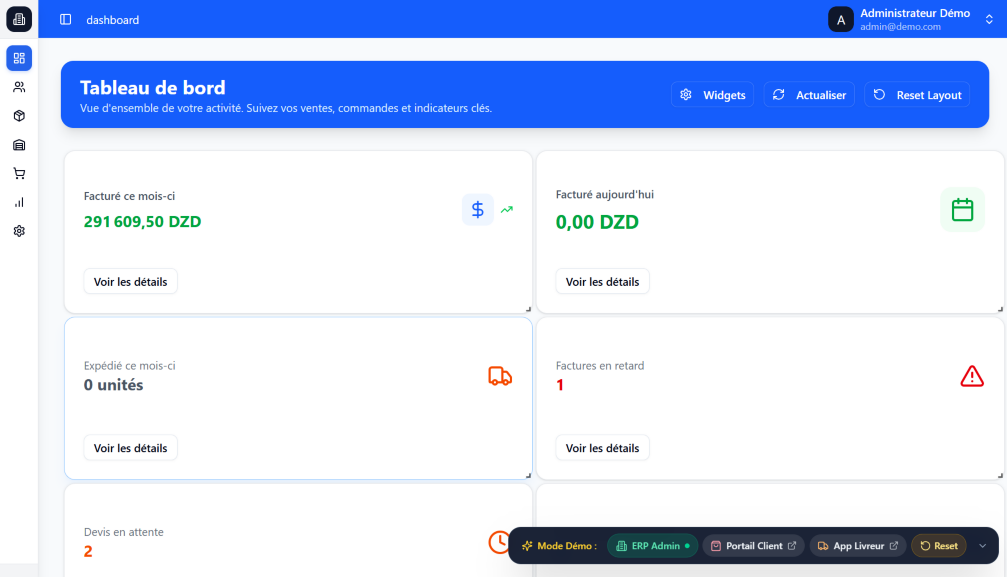 dashboard
A
Administrateur Démo
admin@demo.com
Tableau de bord
Vue d'ensemble de votre activité. Suivez vos ventes, commandes et indicateurs clés.
Widgets
Actualiser
Reset Layout
Facturé ce mois-ci
291 609,50 DZD
Voir les détails
Facturé aujourd'hui
0,00 DZD
Voir les détails
Expédié ce mois-ci
0 unités
Voir les détails
Factures en retard
1
Voir les détails
Devis en attente
2
Mode Démo :
ERP Admin
Portail Client
App Livreur
Reset